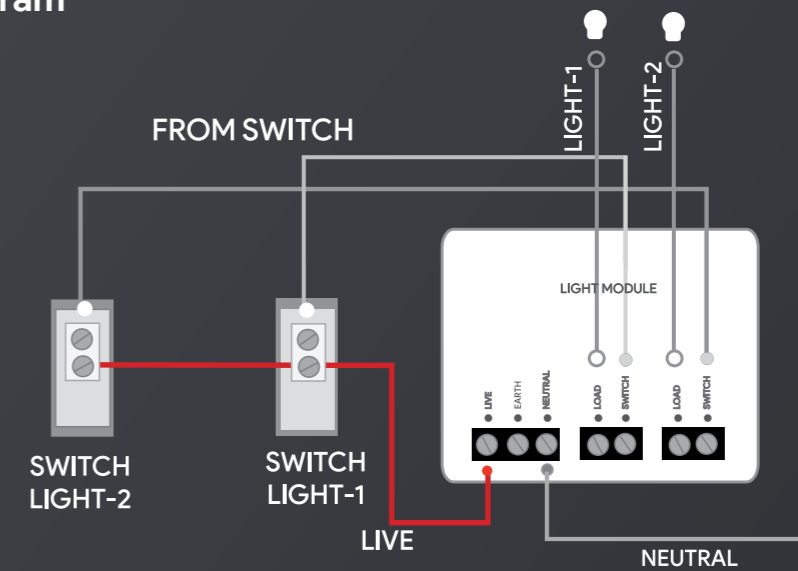 FROM SWITCH
LIGHT-1
LIGHT-2
LIGHT MODULE
LIVE
EARTH
NEUTRAL
LOAD
SWITCH
LOAD
SWITCH
SWITCH
LIGHT-2
SWITCH
LIGHT-1
LIVE
NEUTRAL